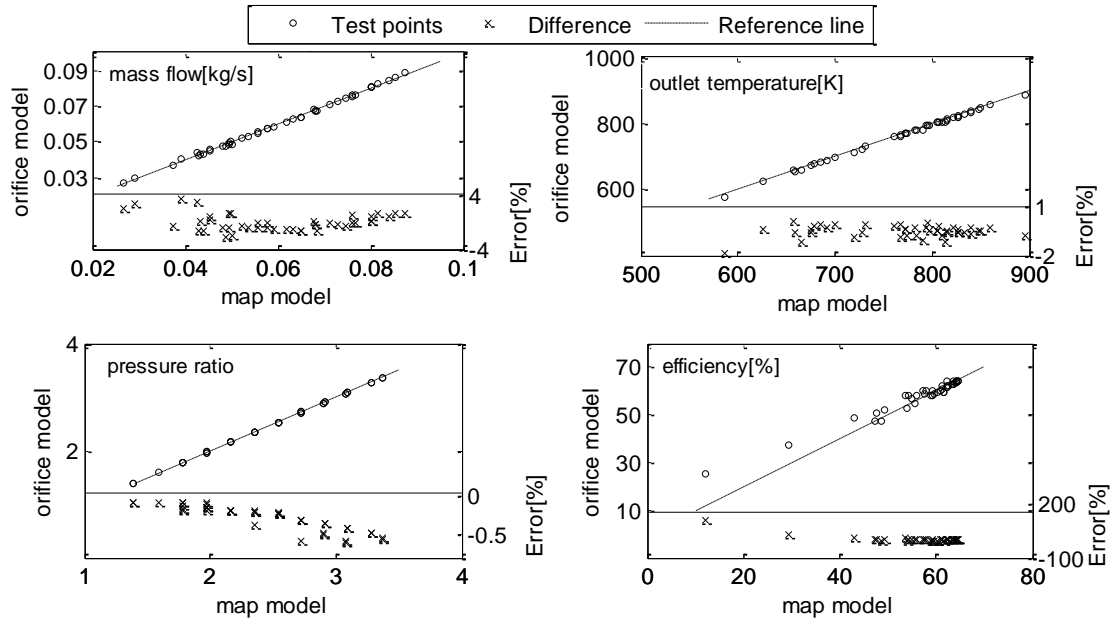 Test points Difference Reference line
mass flow[kg/s]
orifice model
0.09
0.07
0.05
0.03
4
-4
Error[%]
0.02 0.04 0.06 0.08 0.1
map model
outlet temperature[K]
orifice model
1000
800
600
1
-2
Error[%]
500 600 700 800 900
map model
pressure ratio
orifice model
4
2
0
-0.5
Error[%]
1 2 3 4
map model
efficiency[%]
orifice model
70
50
30
10
200
-100
Error[%]
0 20 40 60 80
map model